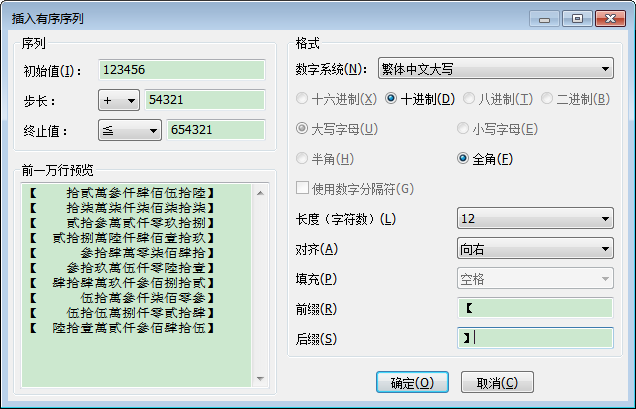 插入有序序列
序列
初始值(I)： 123456
步长： + 54321
终止值： ≦ 654321
前一万行预览
【　　拾贰萬參仟肆佰伍拾陸】
【　　拾柒萬柒仟柒佰柒拾柒】
【　　貳拾參萬貳仟零玖拾捌】
【　貳拾捌萬陸仟肆佰壹拾玖】
【　　　參拾肆萬零柒佰肆拾】
【　　參拾玖萬伍仟零陸拾壹】
【　肆拾肆萬玖仟參佰捌拾貳】
【　　　伍拾萬參仟柒佰零參】
【　　伍拾伍萬捌仟零貳拾肆】
【　陸拾壹萬貳仟參佰肆拾伍】
格式
数字系统(N)： 繁体中文大写
十六进制(X) 十进制(D) 八进制(T) 二进制(B)
大写字母(U) 小写字母(E)
半角(H) 全角(F)
使用数字分隔符(G)
长度（字符数）(L) 12
对齐(A) 向右
填充(P) 空格
前缀(R) 【
后缀(S) 】
确定(O) 取消(C)